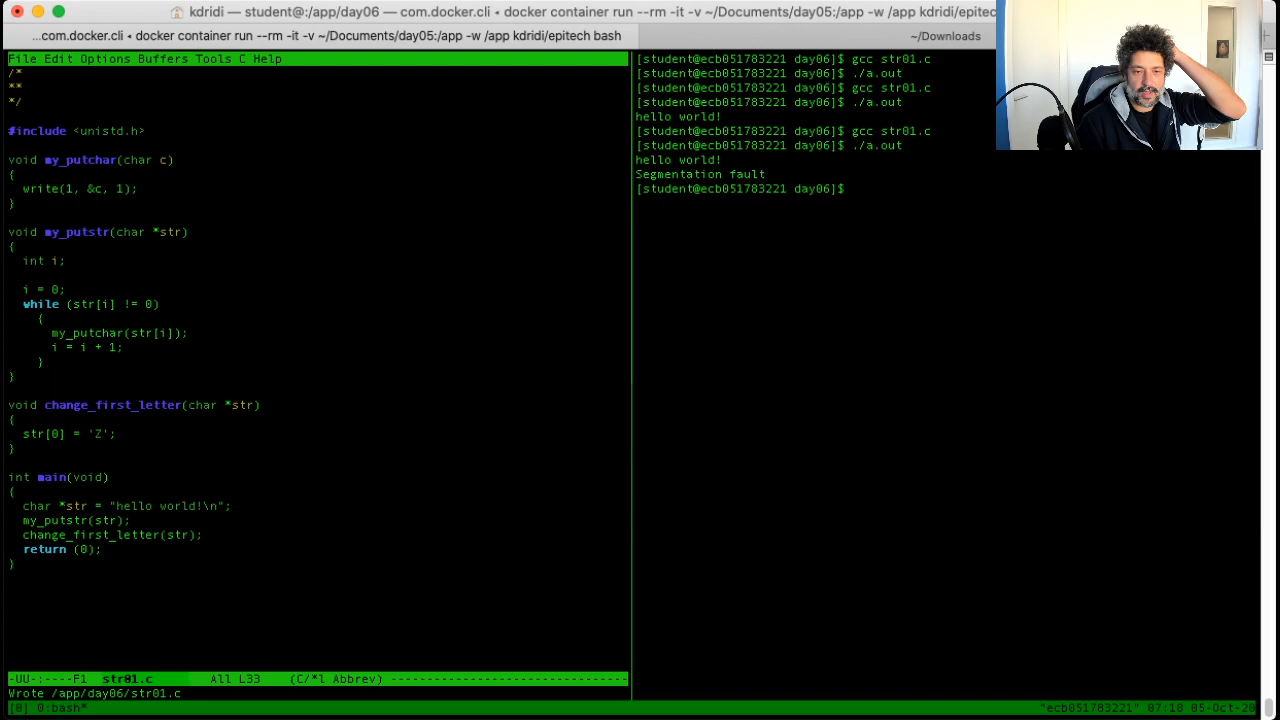 kdridi — student@:/app/day06 — com.docker.cli ◂ docker container run --rm -it -v ~/Documents/day05:/app -w /app kdridi/epitec
...com.docker.cli ◂ docker container run --rm -it -v ~/Documents/day05:/app -w /app kdridi/epitech bash
~/Downloads
File Edit Options Buffers Tools C Help
/*
**
*/
#include <unistd.h>
void my_putchar(char c)
{
write(1, &c, 1);
}
void my_putstr(char *str)
{
int i;
i = 0;
while (str[i] != 0)
{
my_putchar(str[i]);
i = i + 1;
}
}
void change_first_letter(char *str)
{
str[0] = 'Z';
}
int main(void)
{
char *str = "hello world!\n";
my_putstr(str);
change_first_letter(str);
return (0);
}
-UU-:----F1  str01.c        All L33    (C/*l Abbrev) ---------------------------------
Wrote /app/day06/str01.c
[student@ecb051783221 day06]$ gcc str01.c
[student@ecb051783221 day06]$ ./a.out
[student@ecb051783221 day06]$ gcc str01.c
[student@ecb051783221 day06]$ ./a.out
hello world!
[student@ecb051783221 day06]$ gcc str01.c
[student@ecb051783221 day06]$ ./a.out
hello world!
Segmentation fault
[student@ecb051783221 day06]$
[0] 0:bash*
"ecb051783221" 07:18 05-Oct-20